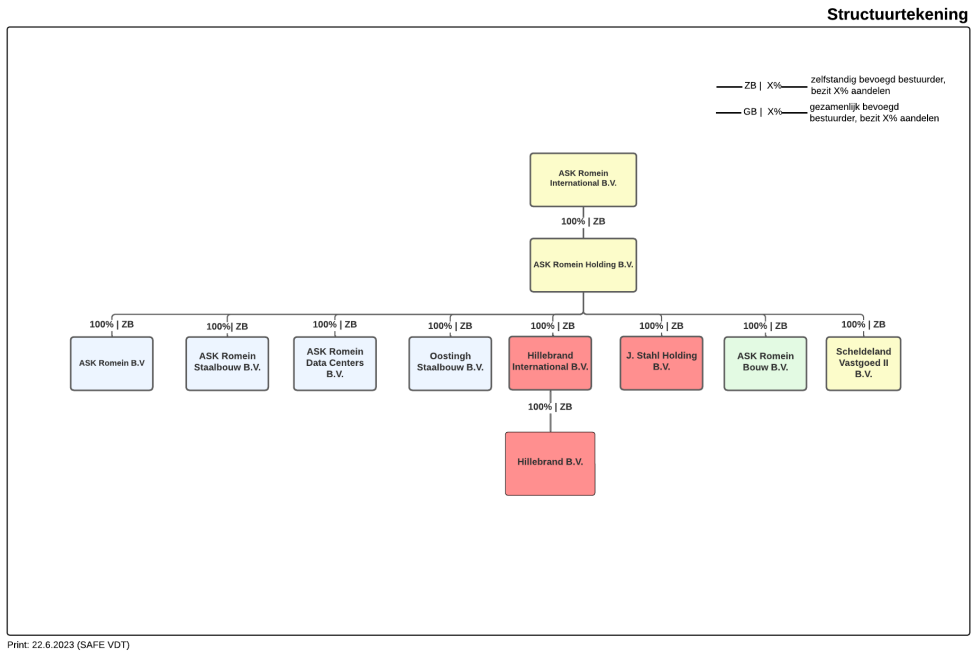 Structuurtekening
ZB | X%
zelfstandig bevoegd bestuurder,
bezit X% aandelen
GB | X%
gezamenlijk bevoegd
bestuurder, bezit X% aandelen
ASK Romein
International B.V.
100% | ZB
ASK Romein Holding B.V.
100% | ZB
100%| ZB
100% | ZB
100% | ZB
100% | ZB
100% | ZB
100% | ZB
100% | ZB
ASK Romein B.V
ASK Romein
Staalbouw B.V.
ASK Romein
Data Centers
B.V.
Oostingh
Staalbouw B.V.
Hillebrand
International B.V.
J. Stahl Holding
B.V.
ASK Romein
Bouw B.V.
Scheldeland
Vastgoed II
B.V.
100% | ZB
Hillebrand B.V.
Print: 22.6.2023 (SAFE VDT)